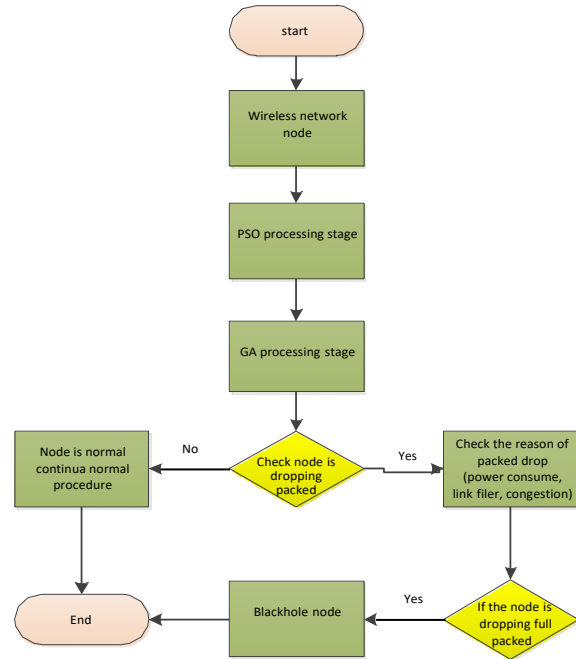 start
Wireless network
node
PSO processing stage
GA processing stage
Check node is
dropping packed
No
Yes
Node is normal
continua normal
procedure
Check the reason of
packed drop
(power consume,
link filer, congestion)
If the node is
dropping full
packed
Yes
Blackhole node
End